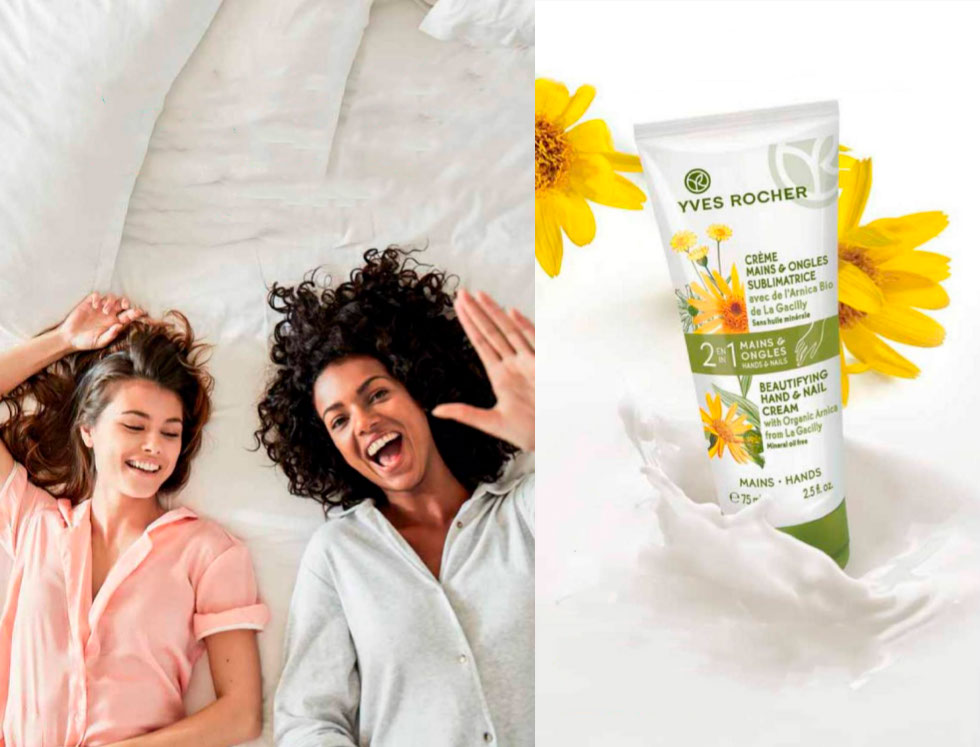 YVES ROCHER
CRÈME
MAINS & ONGLES
SUBLIMATRICE
avec de l'Arnica Bio
de La Gacilly
Sans huile minérale
2 EN 1 MAINS &
IN ONGLES
HANDS & NAILS
BEAUTIFYING
HAND & NAIL
CREAM
with Organic Arnica
from La Gacilly
Mineral oil free
MAINS • HANDS
℮75 2.5 fl. oz.